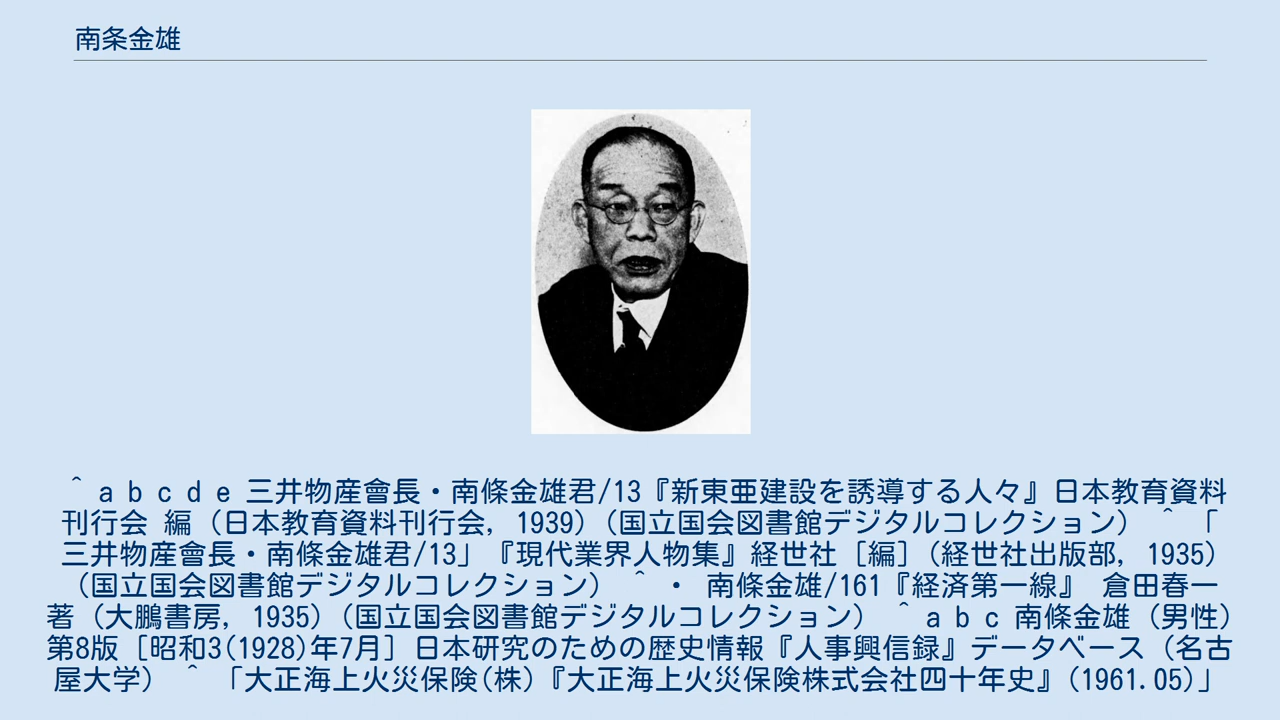 南条金雄
^ a b c d e 三井物産會長・南條金雄君/13『新東亜建設を誘導する人々』日本教育資料
刊行会 編 (日本教育資料刊行会, 1939) (国立国会図書館デジタルコレクション) ^ 「
三井物産會長・南條金雄君/13」『現代業界人物集』経世社 [編] (経世社出版部, 1935)
(国立国会図書館デジタルコレクション) ^ ・ 南條金雄/161『経済第一線』 倉田春一
著 (大鵬書房, 1935) (国立国会図書館デジタルコレクション) ^ a b c 南條金雄 (男性)
第8版 [昭和3(1928)年7月] 日本研究のための歴史情報『人事興信録』データベース (名古
屋大学) ^ 「大正海上火災保険(株)『大正海上火災保険株式会社四十年史』(1961.05)」